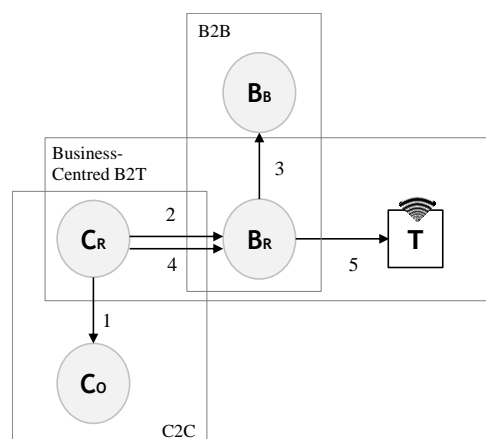 B2B
BB
Business-
Centred B2T
3
2
CR
BR
T
4
5
1
CO
C2C